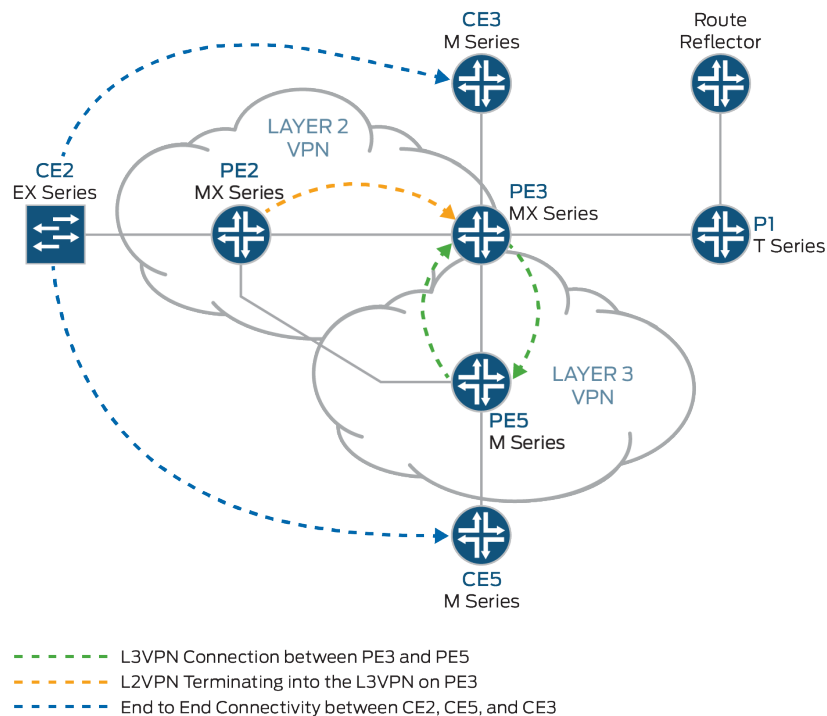 CE3
M Series
Route
Reflector
LAYER 2
VPN
CE2
EX Series
PE2
MX Series
PE3
MX Series
P1
T Series
LAYER 3
VPN
PE5
M Series
CE5
M Series
L3VPN Connection between PE3 and PE5
L2VPN Terminating into the L3VPN on PE3
End to End Connectivity between CE2, CE5, and CE3